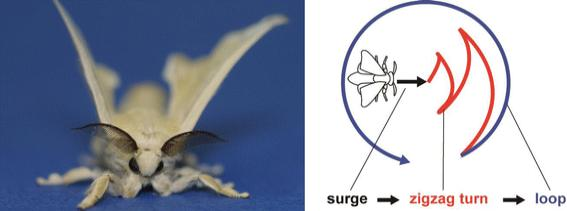 surge → zigzag turn → loop